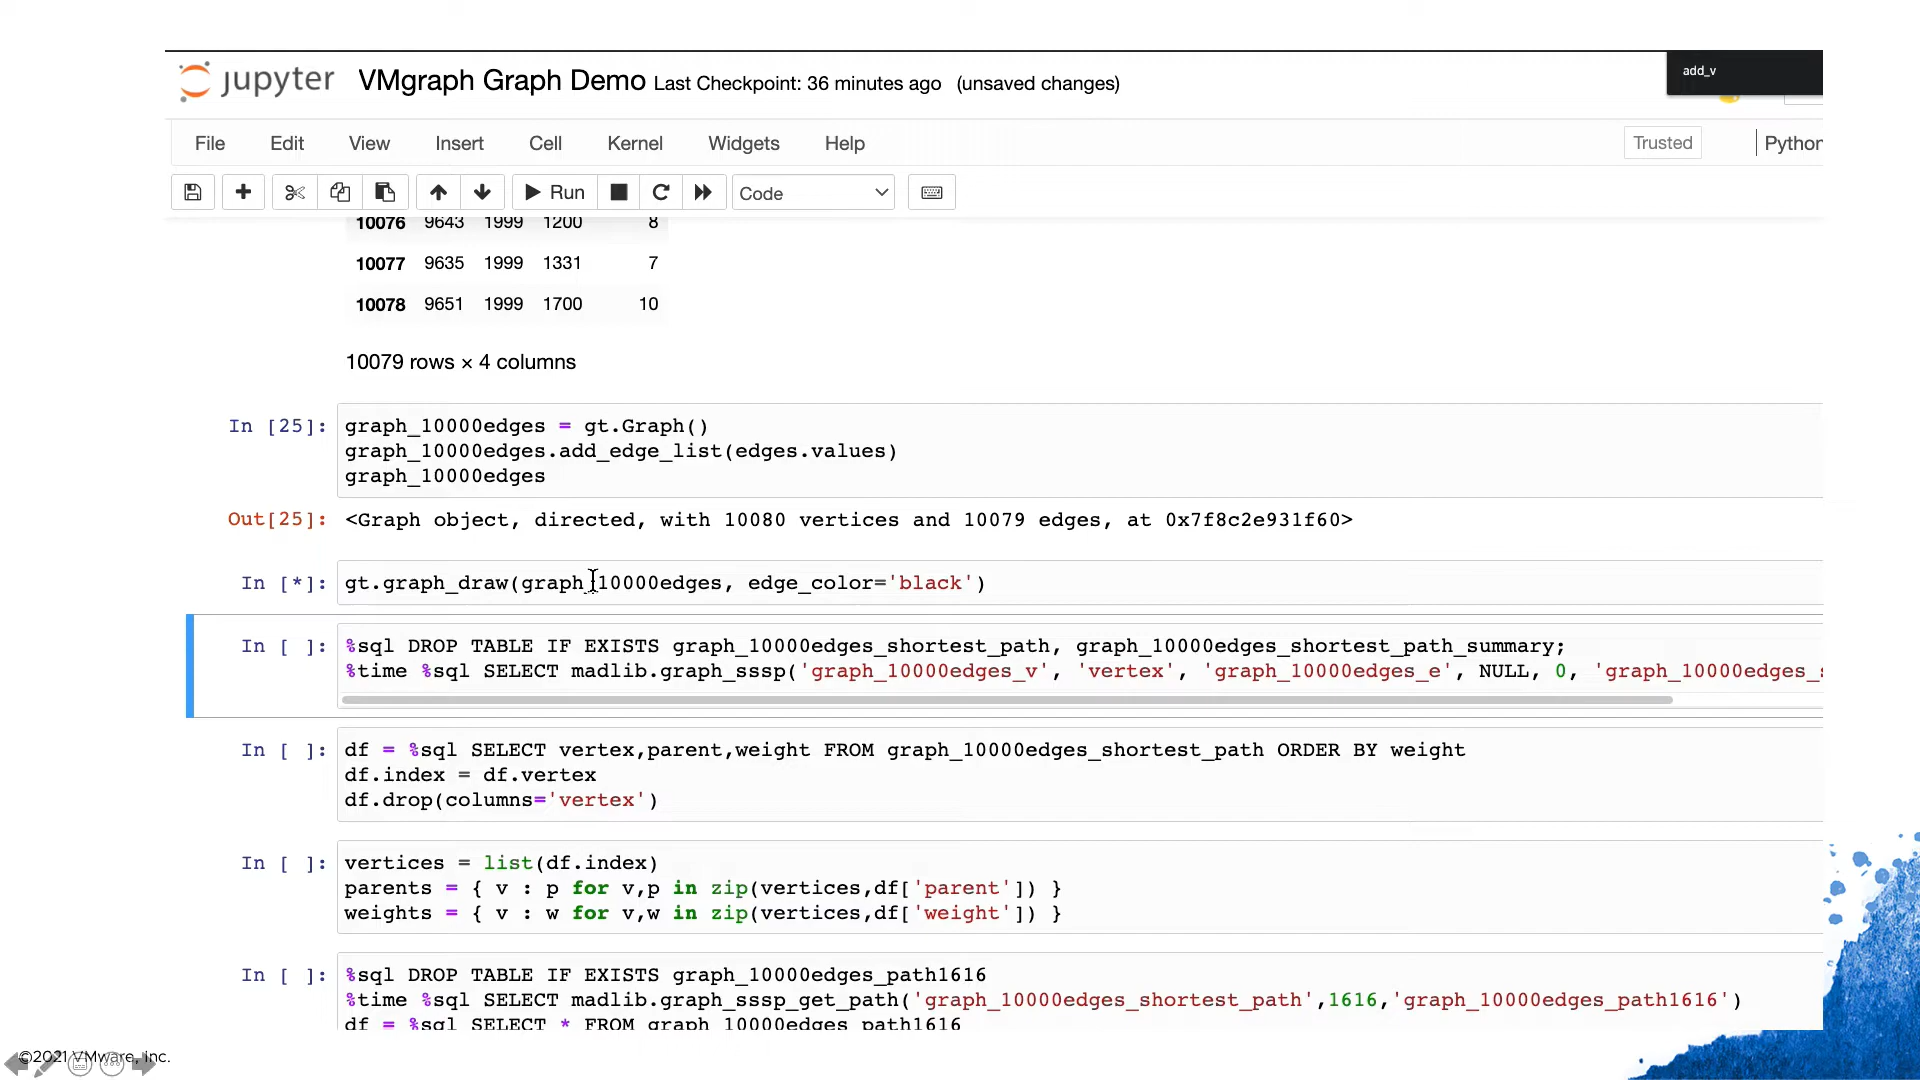 add_v
jupyter VMgraph Graph Demo Last Checkpoint: 36 minutes ago (unsaved changes)
File Edit View Insert Cell Kernel Widgets Help Trusted Python
Run Code
10076 9643 1999 1200 8
10077 9635 1999 1331 7
10078 9651 1999 1700 10
10079 rows × 4 columns
In [25]: graph_10000edges = gt.Graph()
graph_10000edges.add_edge_list(edges.values)
graph_10000edges
Out[25]: <Graph object, directed, with 10080 vertices and 10079 edges, at 0x7f8c2e931f60>
In [*]: gt.graph_draw(graph_10000edges, edge_color='black')
In [ ]: %sql DROP TABLE IF EXISTS graph_10000edges_shortest_path, graph_10000edges_shortest_path_summary;
%time %sql SELECT madlib.graph_sssp('graph_10000edges_v', 'vertex', 'graph_10000edges_e', NULL, 0, 'graph_10000edges_s
In [ ]: df = %sql SELECT vertex,parent,weight FROM graph_10000edges_shortest_path ORDER BY weight
df.index = df.vertex
df.drop(columns='vertex')
In [ ]: vertices = list(df.index)
parents = { v : p for v,p in zip(vertices,df['parent']) }
weights = { v : w for v,w in zip(vertices,df['weight']) }
In [ ]: %sql DROP TABLE IF EXISTS graph_10000edges_path1616
%time %sql SELECT madlib.graph_sssp_get_path('graph_10000edges_shortest_path',1616,'graph_10000edges_path1616')
df = %sql SELECT * FROM graph_10000edges_path1616
©2021 VMware, Inc.